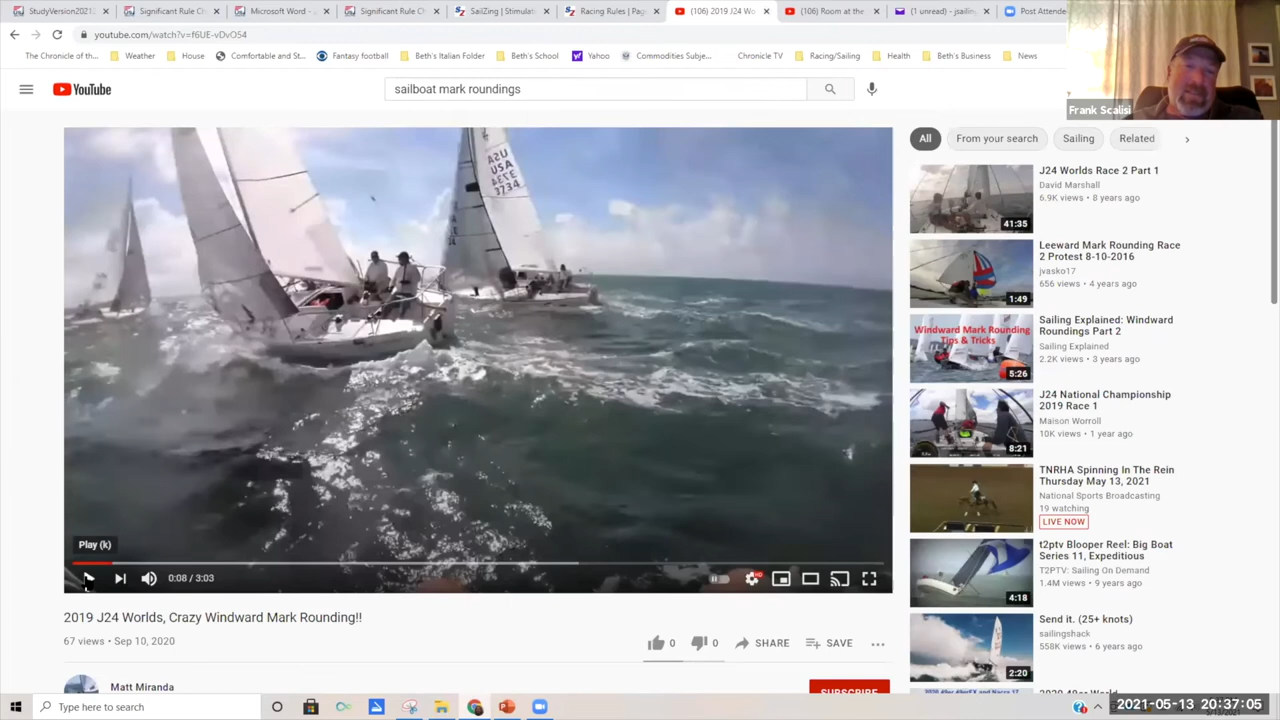 StudyVersion202
Significant Rule Ch
Microsoft Word -
Significant Rule Ch
SailZing | Stimulat
Racing Rules | Pag
(106) 2019 J24 Wo
(106) Room at the
(1 unread) - jsailing
Post Attende
youtube.com/watch?v=f6UE-vDvOS4
The Chronicle of th...
Weather
House
Comfortable and St...
Fantasy football
Beth's Italian Folder
Beth's School
Yahoo
Commodities Subje...
Chronicle TV
Racing/Sailing
Health
Beth's Business
News
Frank Scalisi
YouTube
sailboat mark roundings
All
From your search
Sailing
Related
USA
USA
3734
3734
J24 Worlds Race 2 Part 1
David Marshall
6.9K views • 8 years ago
41:35
Leeward Mark Rounding Race
2 Protest 8-10-2016
jvasko17
656 views • 4 years ago
1:49
Windward Mark Rounding
Tips & Tricks
Sailing Explained: Windward
Roundings Part 2
Sailing Explained
2.2K views • 3 years ago
5:26
J24 National Championship
2019 Race 1
Maison Worroll
10K views • 1 year ago
8:21
TNRHA Spinning In The Rein
Thursday May 13, 2021
National Sports Broadcasting
19 watching
LIVE NOW
t2ptv Blooper Reel: Big Boat
Series 11, Expeditious
T2PTV: Sailing On Demand
1.4M views • 9 years ago
4:18
Send it. (25+ knots)
sailingshack
558K views • 6 years ago
2:20
Play (k)
0:08 / 3:03
HD
2019 J24 Worlds, Crazy Windward Mark Rounding!!
67 views • Sep 10, 2020
0
0
SHARE
SAVE
Matt Miranda
SUBSCRIBE
Type here to search
2021-05-13 20:37:05